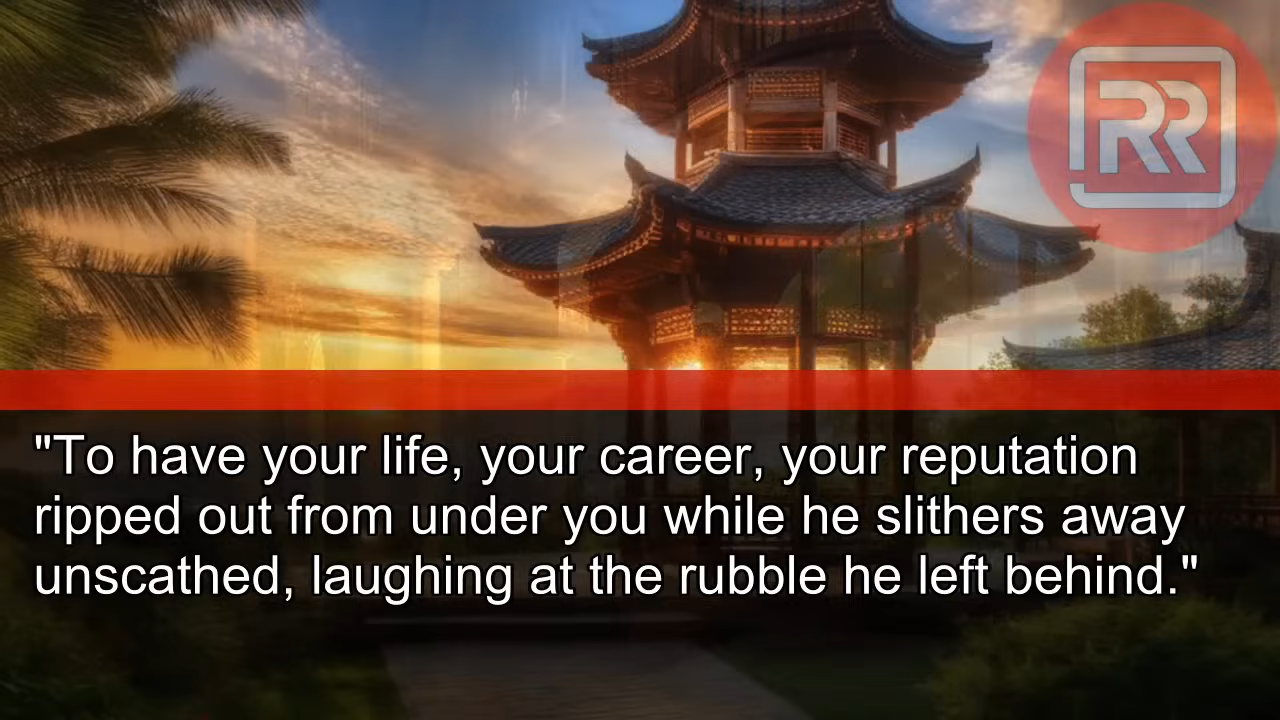 RR
"To have your life, your career, your reputation
ripped out from under you while he slithers away
unscathed, laughing at the rubble he left behind."